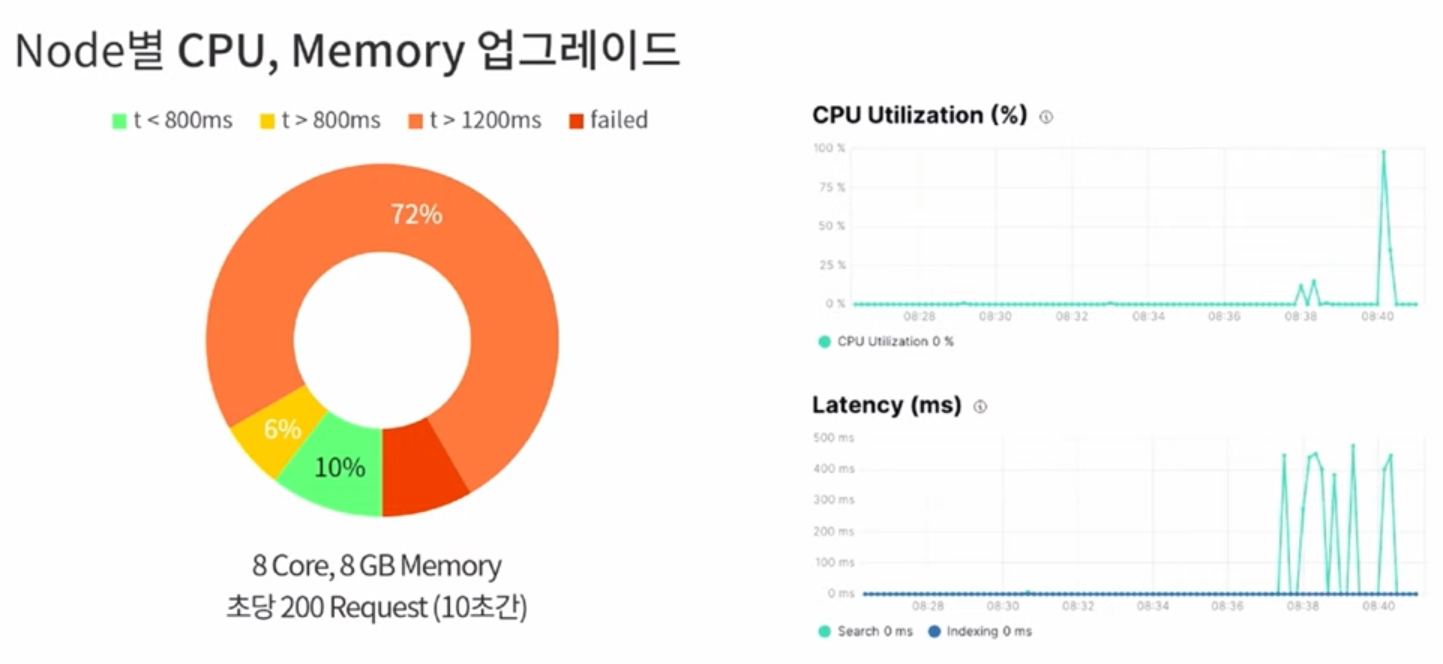 Node별 CPU, Memory 업그레이드
t < 800ms t > 800ms t > 1200ms failed
72%
6%
10%
8 Core, 8 GB Memory
초당 200 Request (10초간)
CPU Utilization (%)
100 %
75 %
50 %
25 %
0 %
08:28 08:30 08:32 08:34 08:36 08:38 08:40
CPU Utilization 0 %
Latency (ms)
500 ms
400 ms
300 ms
200 ms
100 ms
0 ms
08:28 08:30 08:32 08:34 08:36 08:38 08:40
Search 0 ms Indexing 0 ms